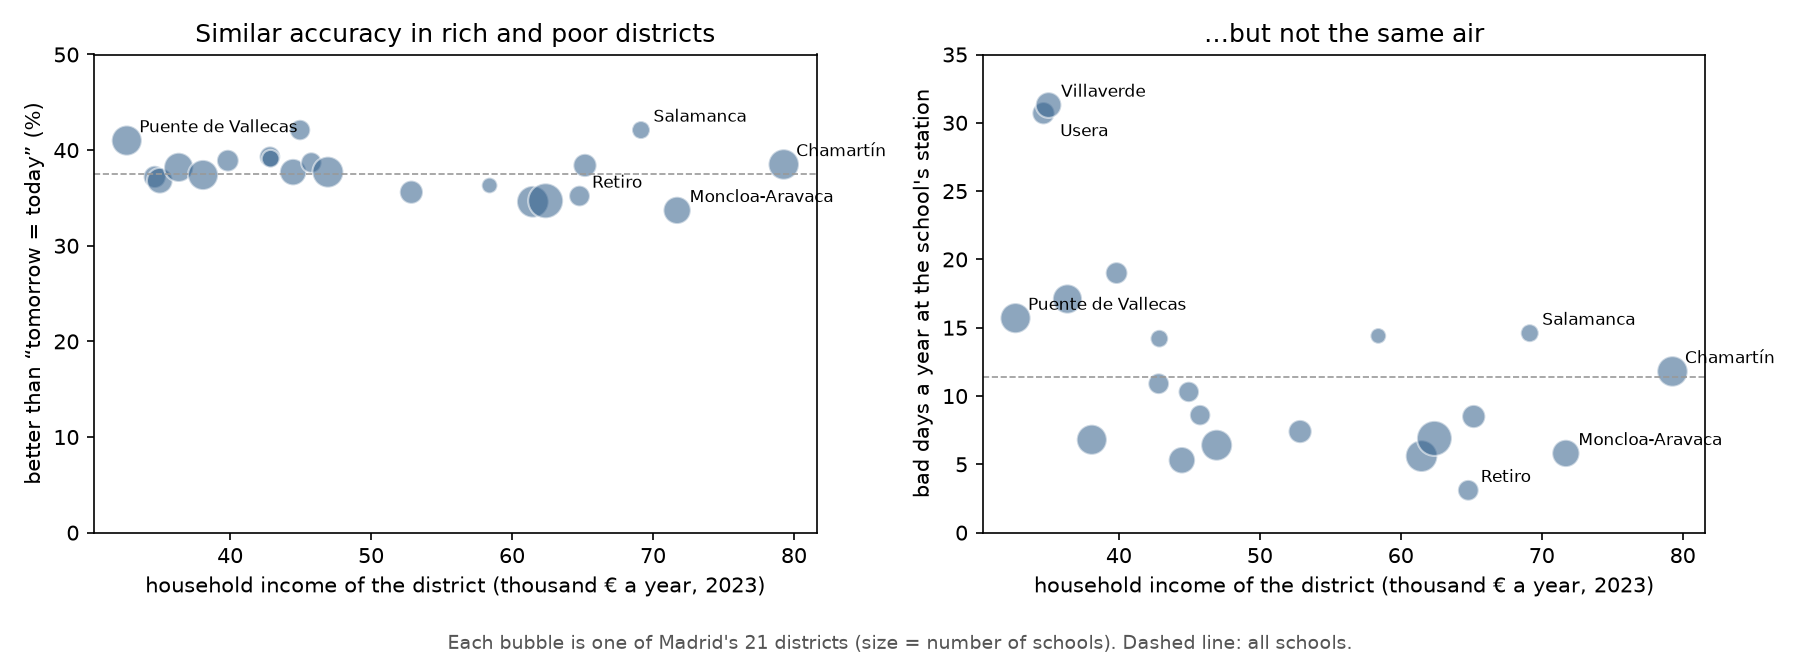 Similar accuracy in rich and poor districts
better than “tomorrow = today” (%)
50
40
30
20
10
0
Puente de Vallecas
Salamanca
Chamartín
Retiro
Moncloa-Aravaca
40
50
60
70
80
household income of the district (thousand € a year, 2023)
...but not the same air
bad days a year at the school's station
35
30
25
20
15
10
5
0
Villaverde
Usera
Puente de Vallecas
Salamanca
Chamartín
Moncloa-Aravaca
Retiro
40
50
60
70
80
household income of the district (thousand € a year, 2023)
Each bubble is one of Madrid's 21 districts (size = number of schools). Dashed line: all schools.